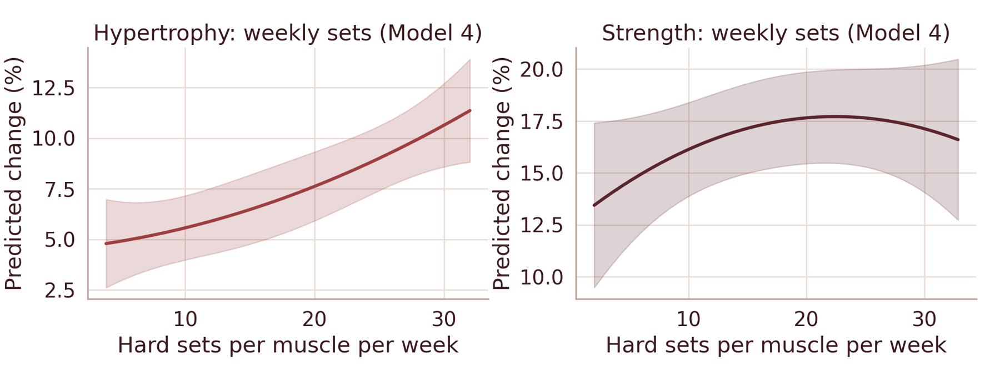 Hypertrophy: weekly sets (Model 4)
Predicted change (%)
12.5
10.0
7.5
5.0
2.5
10 20 30
Hard sets per muscle per week
Strength: weekly sets (Model 4)
Predicted change (%)
20.0
17.5
15.0
12.5
10.0
10 20 30
Hard sets per muscle per week